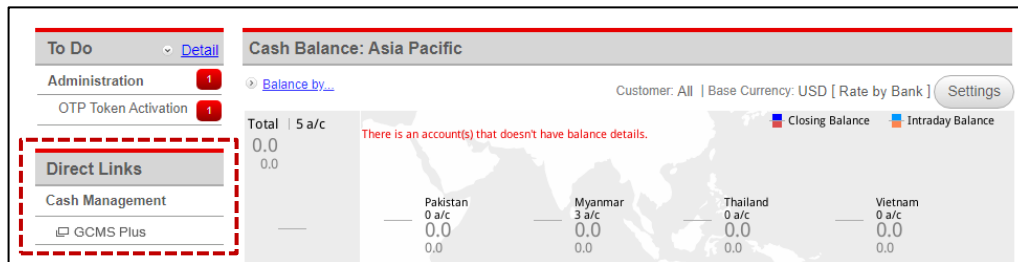 To Do
Detail
Administration 1
OTP Token Activation 1
Direct Links
Cash Management
GCMS Plus
Cash Balance: Asia Pacific
Balance by...
Customer: All | Base Currency: USD [ Rate by Bank ] Settings
Total | 5 a/c
0.0
0.0
There is an account(s) that doesn't have balance details.
Closing Balance Intraday Balance
Pakistan
0 a/c
0.0
0.0
Myanmar
3 a/c
0.0
0.0
Thailand
0 a/c
0.0
0.0
Vietnam
0 a/c
0.0
0.0